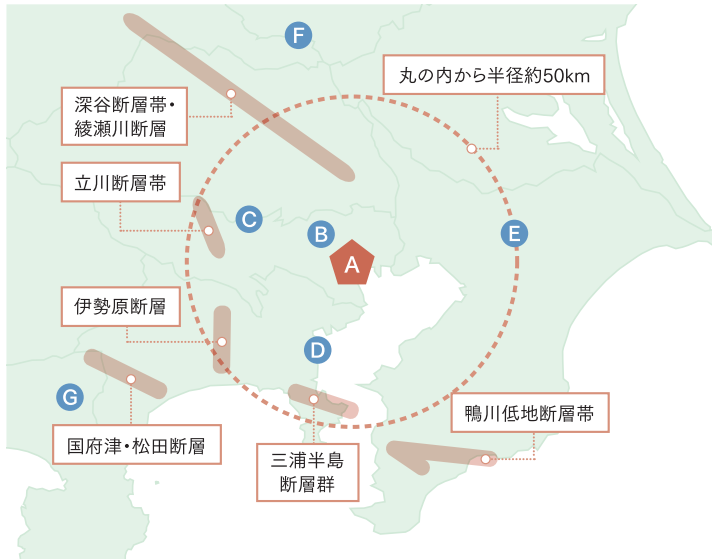 F
丸の内から半径約50km
深谷断層帯・
綾瀬川断層
立川断層帯
C
B
E
A
伊勢原断層
D
G
鴨川低地断層帯
国府津・松田断層
三浦半島
断層群